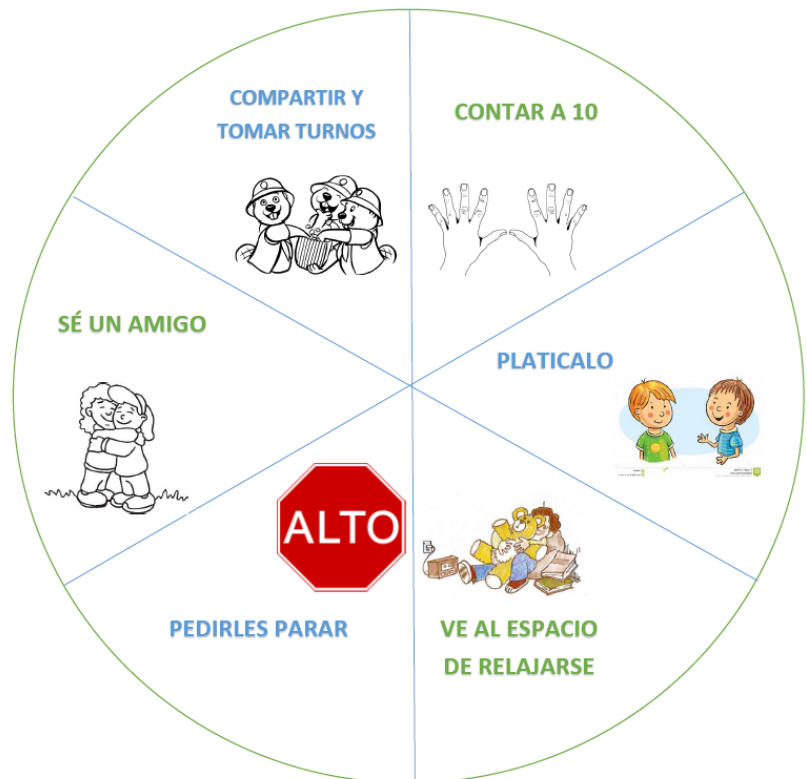 COMPARTIR Y
TOMAR TURNOS
CONTAR A 10
SÉ UN AMIGO
PLATICALO
ALTO
PEDIRLES PARAR
VE AL ESPACIO
DE RELAJARSE